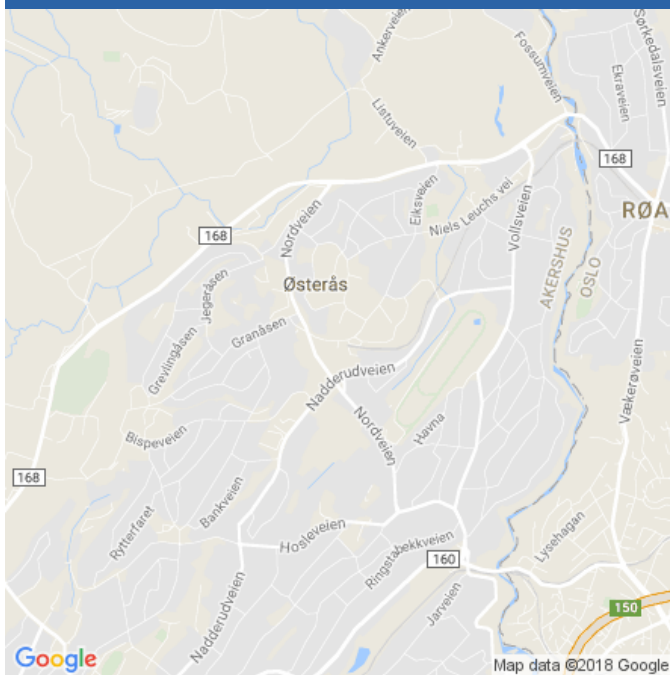 Ankerveien
Fossumveien
Sørkedalsveien
Ekraveien
Listuveien
168
RØA
Eiksveien
Niels Leuchs vei
Vollsveien
Nordveien
168
AKERSHUS
OSLO
Østerås
Jegeråsen
Granåsen
Grevlingåsen
Nadderudveien
Vækerøveien
Nordveien
Havna
Bispeveien
168
Bankveien
Rytterfaret
Hosleveien
Ringstabekkveien
160
Lysehagan
Jarveien
150
Nadderudveien
Google
Map data ©2018 Google